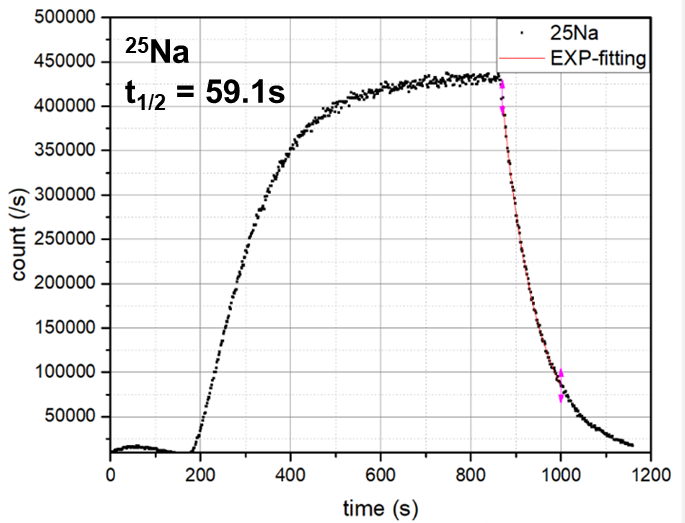 ²⁵Na
t₁/₂ = 59.1s
25Na
EXP-fitting
count (/s)
500000
450000
400000
350000
300000
250000
200000
150000
100000
50000
0 200 400 600 800 1000 1200
time (s)